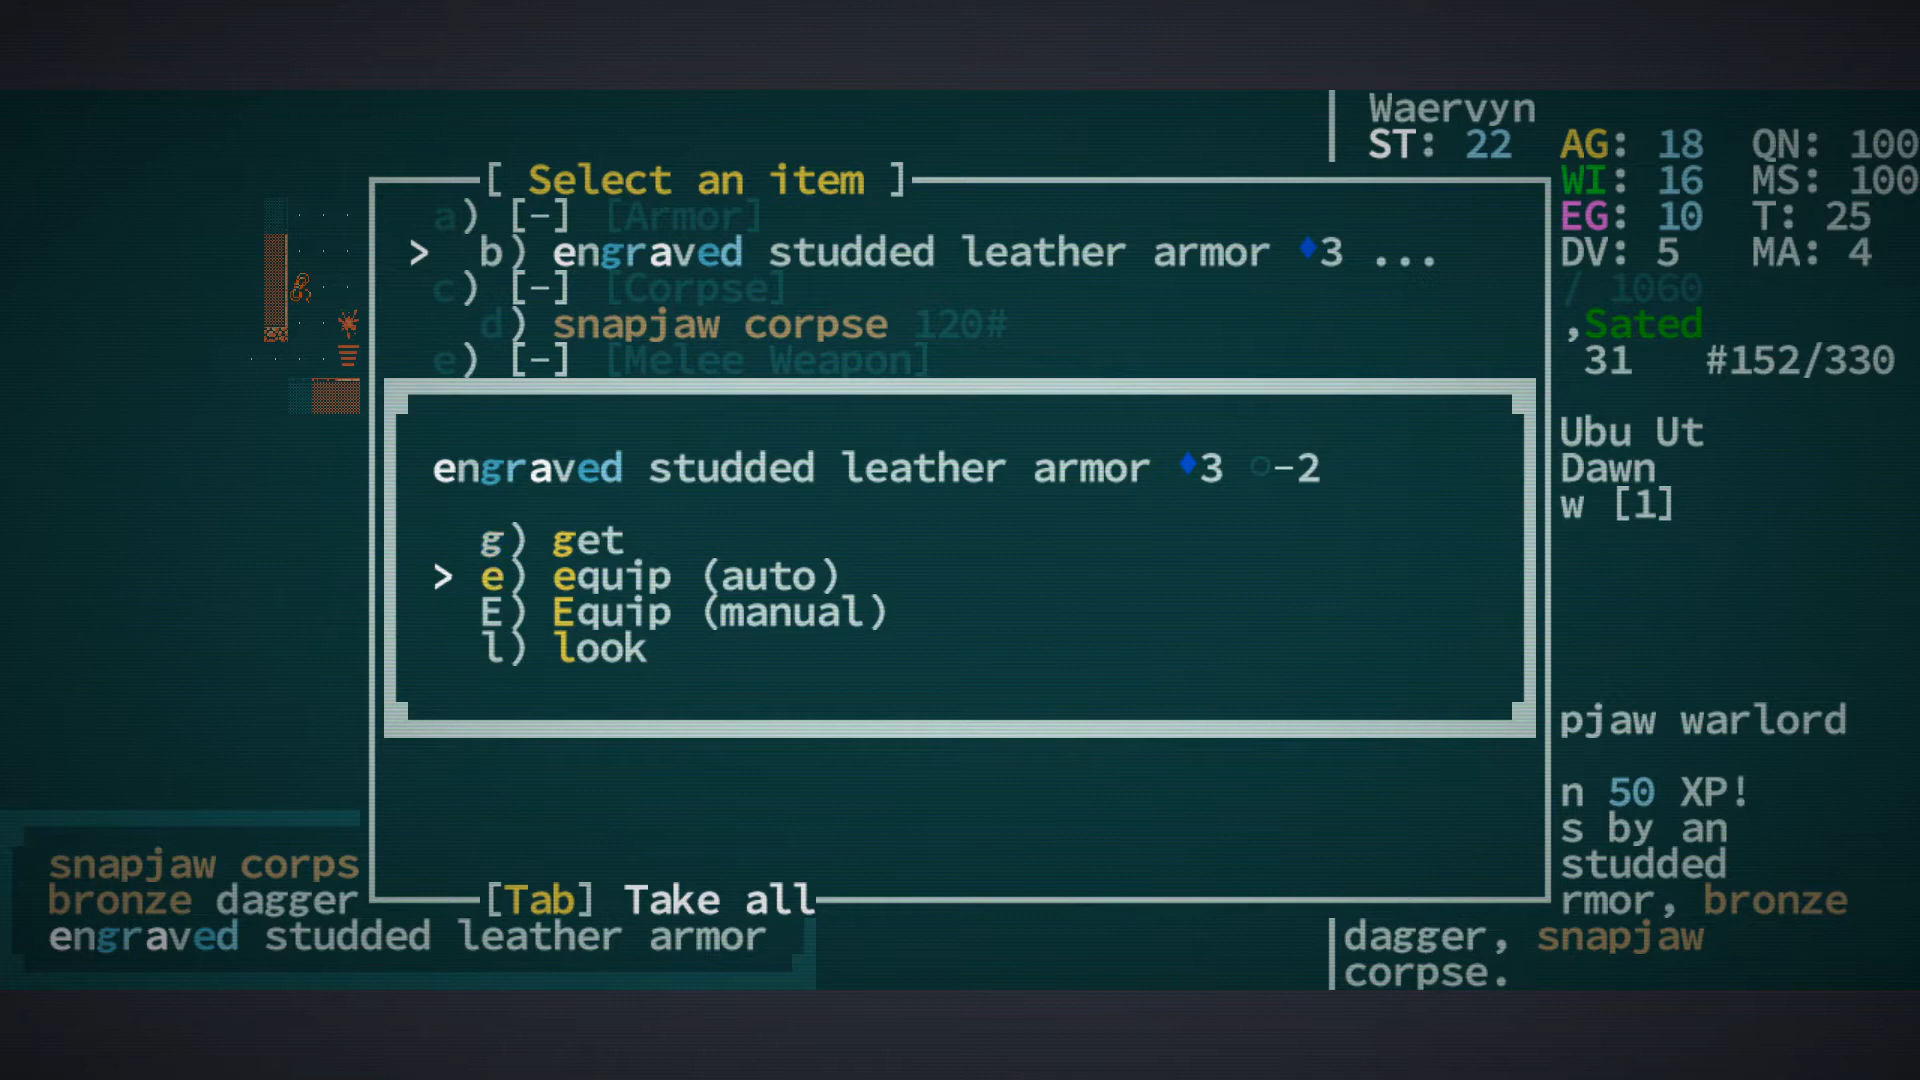 Waervyn
ST: 22 AG: 18 QN: 100
WI: 16 MS: 100
EG: 10 T: 25
DV: 5 MA: 4
/ 1060
,Sated
31 #152/330
[ Select an item ]
a) [-] [Armor]
> b) engraved studded leather armor ♦3 ...
c) [-] [Corpse]
d) snapjaw corpse 120#
e) [-] [Melee Weapon]
engraved studded leather armor ♦3 ○-2
g) get
> e) equip (auto)
E) Equip (manual)
l) look
[Tab] Take all
Ubu Ut
Dawn
w [1]
pjaw warlord
n 50 XP!
s by an
studded
rmor, bronze
dagger, snapjaw
corpse.
snapjaw corps
bronze dagger
engraved studded leather armor